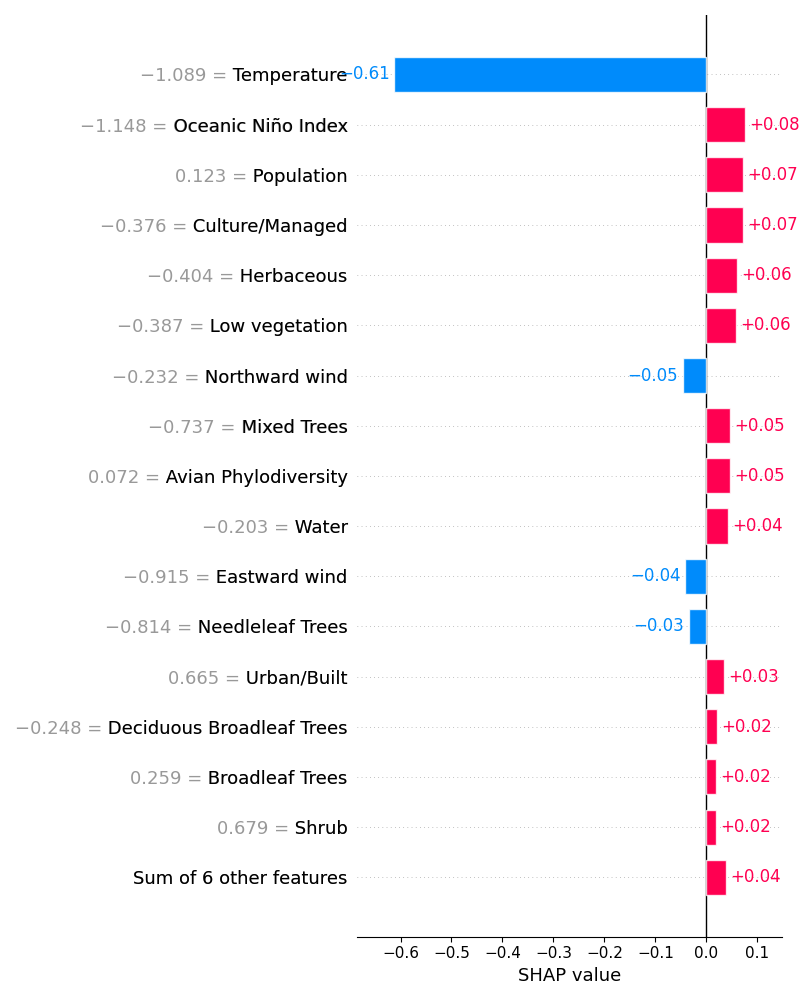 −1.089 = Temperature −0.61
−1.148 = Oceanic Niño Index +0.08
0.123 = Population +0.07
−0.376 = Culture/Managed +0.07
−0.404 = Herbaceous +0.06
−0.387 = Low vegetation +0.06
−0.232 = Northward wind −0.05
−0.737 = Mixed Trees +0.05
0.072 = Avian Phylodiversity +0.05
−0.203 = Water +0.04
−0.915 = Eastward wind −0.04
−0.814 = Needleleaf Trees −0.03
0.665 = Urban/Built +0.03
−0.248 = Deciduous Broadleaf Trees +0.02
0.259 = Broadleaf Trees +0.02
0.679 = Shrub +0.02
Sum of 6 other features +0.04
−0.6 −0.5 −0.4 −0.3 −0.2 −0.1 0.0 0.1
SHAP value